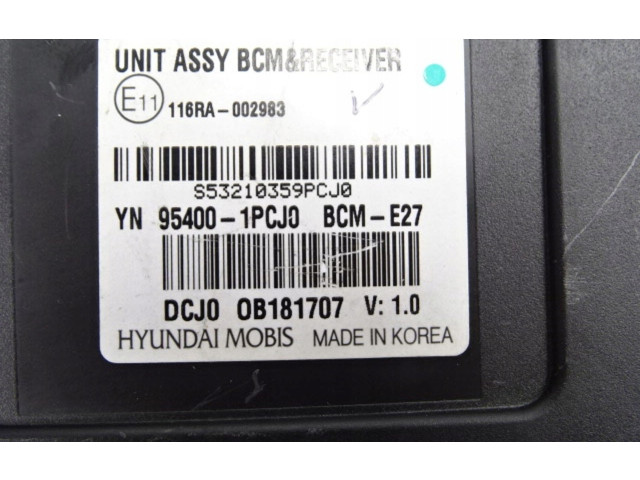 UNIT ASSY BCM&RECEIVER
E11 116RA-002983
S53210359PCJ0
YN 95400-1PCJ0 BCM-E27
DCJ0 OB181707 V: 1.0
HYUNDAI MOBIS MADE IN KOREA